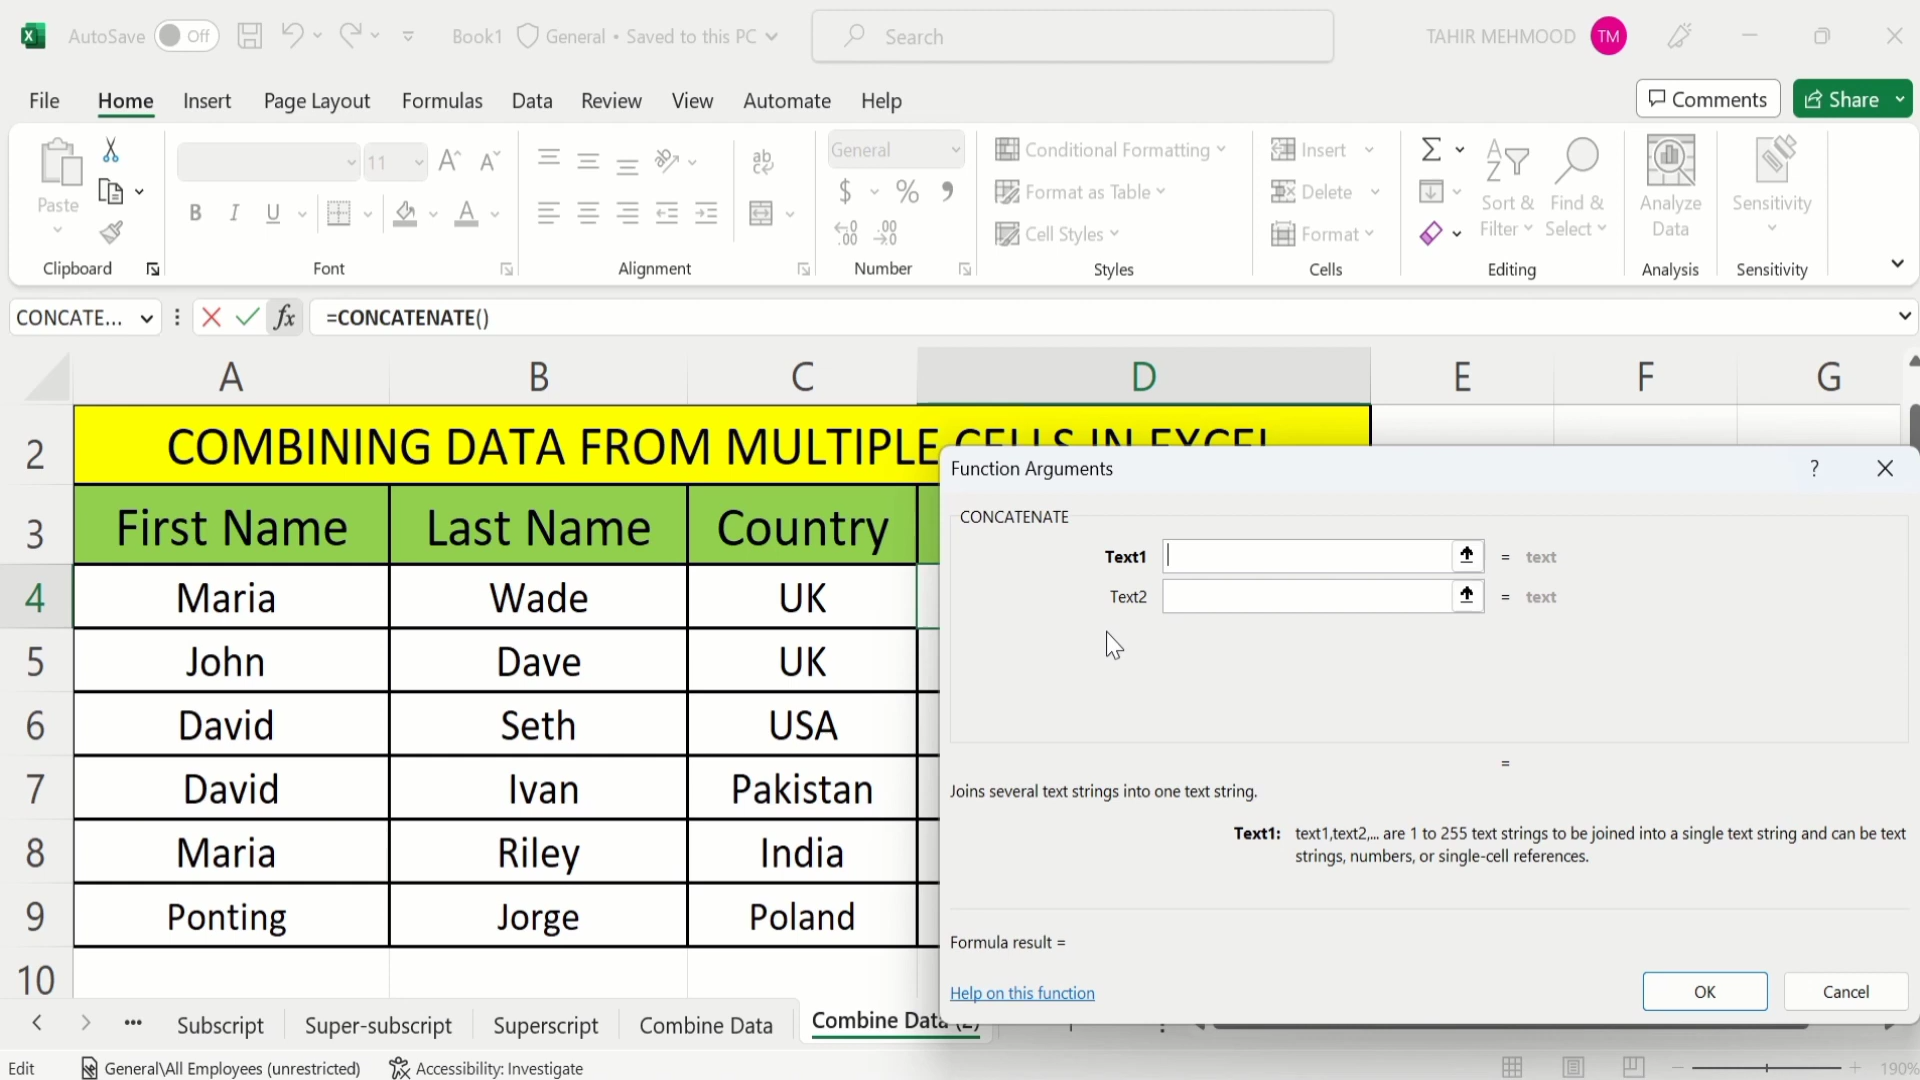 AutoSave Off Book1 General • Saved to this PC Search TAHIR MEHMOOD TM
File Home Insert Page Layout Formulas Data Review View Automate Help Comments Share
Paste 11 General Conditional Formatting Insert
Format as Table Delete Sort & Find & Analyze Sensitivity
Cell Styles Format Filter Select Data
Clipboard Font Alignment Number Styles Cells Editing Analysis Sensitivity
CONCATE... fx =CONCATENATE()
A B C D E F G
2 COMBINING DATA FROM MULTIPLE CELLS IN EXCEL
3 First Name Last Name Country
4 Maria Wade UK
5 John Dave UK
6 David Seth USA
7 David Ivan Pakistan
8 Maria Riley India
9 Ponting Jorge Poland
10
Function Arguments ?
CONCATENATE
Text1 = text
Text2 = text
=
Joins several text strings into one text string.
Text1: text1,text2,... are 1 to 255 text strings to be joined into a single text string and can be text
strings, numbers, or single-cell references.
Formula result =
Help on this function OK Cancel
Subscript Super-subscript Superscript Combine Data Combine Data (2)
Edit General\All Employees (unrestricted) Accessibility: Investigate 190%